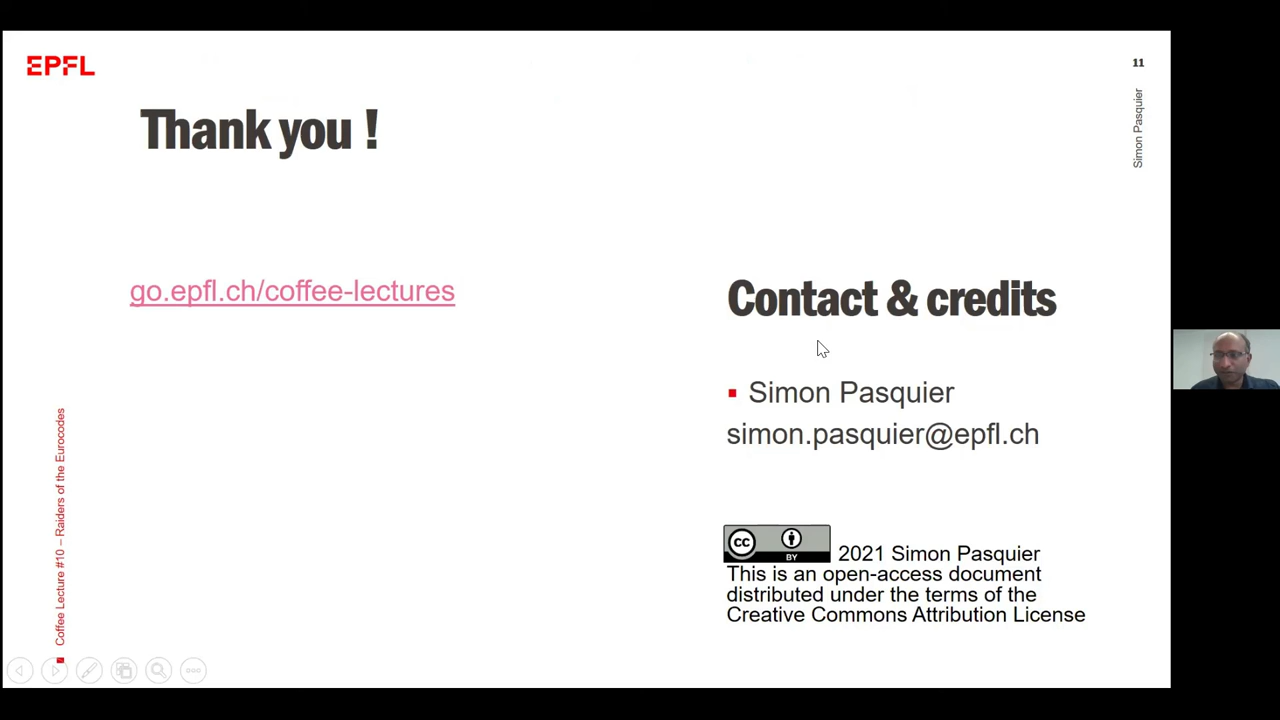 EPFL
11
Simon Pasquier
Thank you !
go.epfl.ch/coffee-lectures
Contact & credits
Simon Pasquier
simon.pasquier@epfl.ch
CC BY 2021 Simon Pasquier
This is an open-access document
distributed under the terms of the
Creative Commons Attribution License
Coffee Lecture #10 – Raiders of the Eurocodes